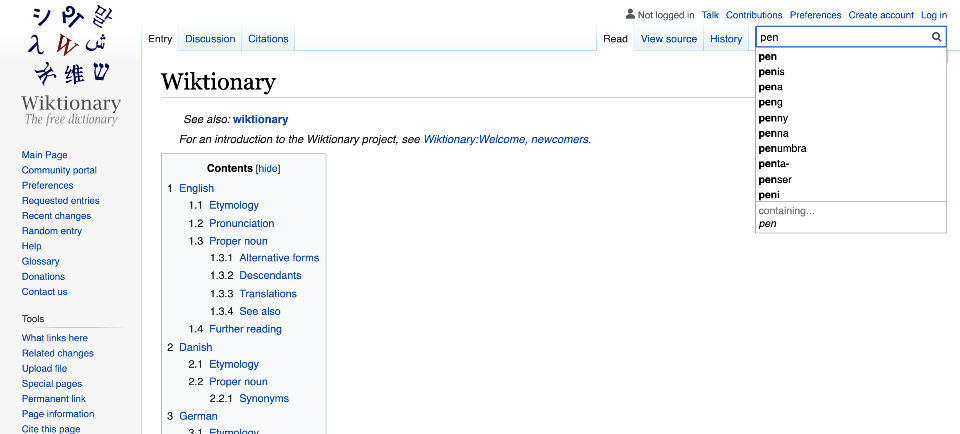 シ
Wiktionary
The free dictionary
Main Page
Community portal
Preferences
Requested entries
Recent changes
Random entry
Help
Glossary
Donations
Contact us
Tools
What links here
Related changes
Upload file
Special pages
Permanent link
Page information
Cite this page
Not logged in Talk Contributions Preferences Create account Log in
Entry Discussion Citations
Read View source History
pen
pen
penis
pena
peng
penny
penna
penumbra
penta-
penser
peni
containing...
pen
Wiktionary
See also: wiktionary
For an introduction to the Wiktionary project, see Wiktionary:Welcome, newcomers.
Contents [hide]
1 English
1.1 Etymology
1.2 Pronunciation
1.3 Proper noun
1.3.1 Alternative forms
1.3.2 Descendants
1.3.3 Translations
1.3.4 See also
1.4 Further reading
2 Danish
2.1 Etymology
2.2 Proper noun
2.2.1 Synonyms
3 German
3.1 Etymology